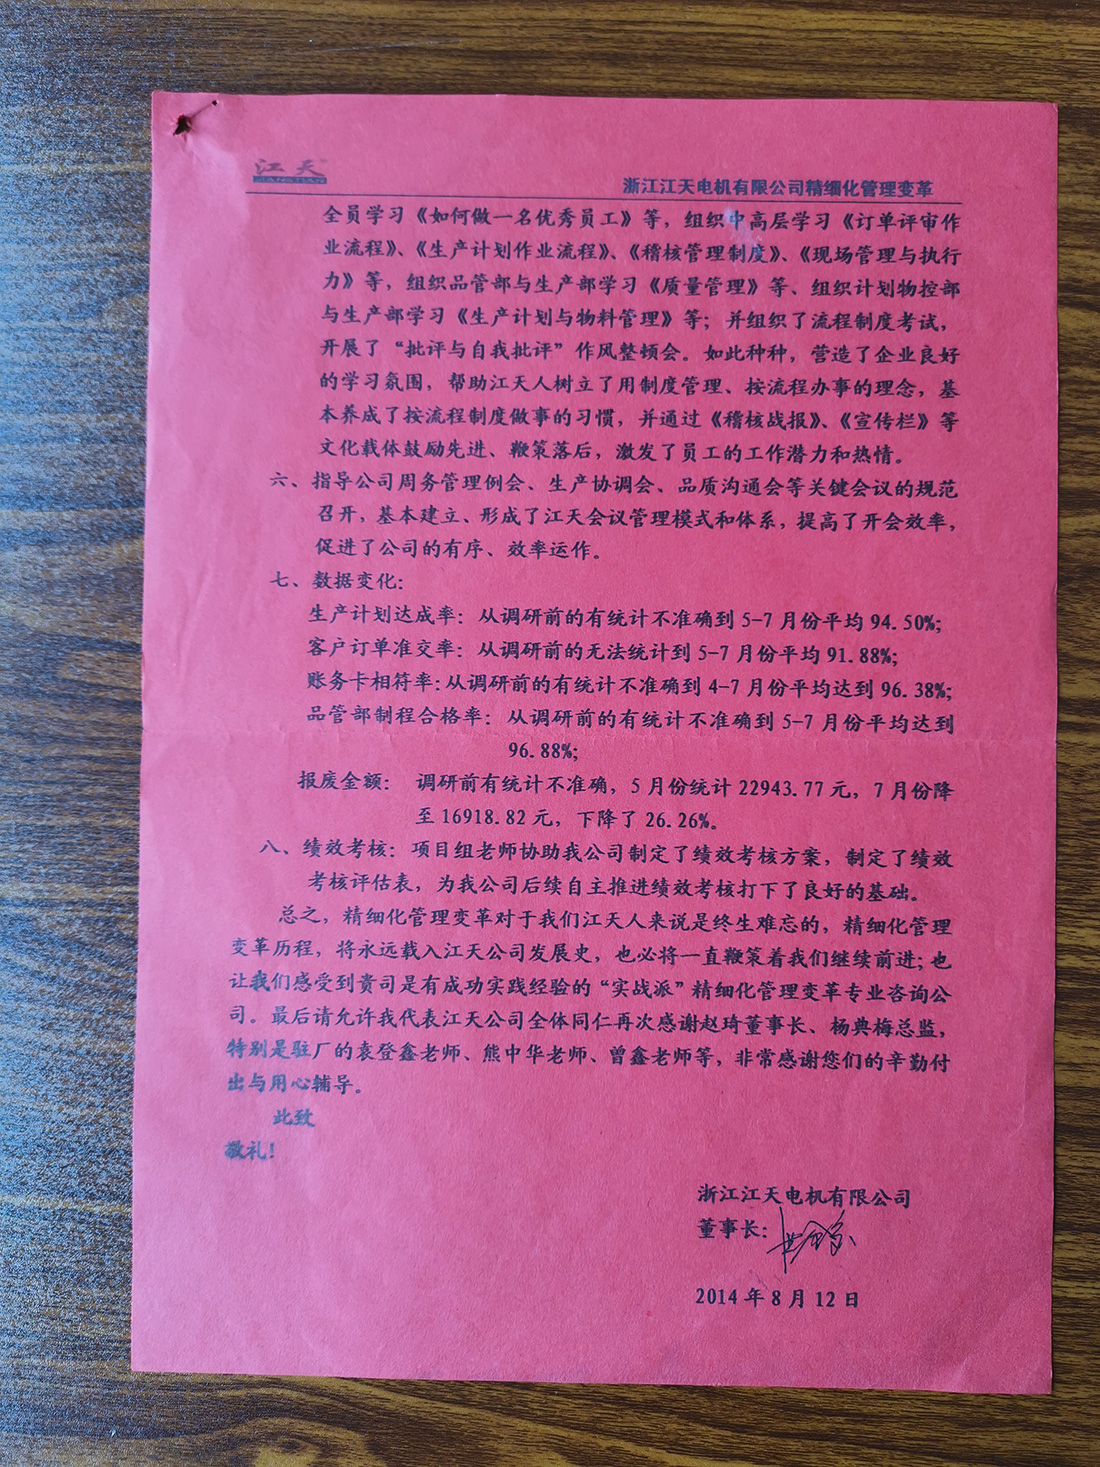 江天
JIANGTIAN
浙江江天电机有限公司精细化管理变革
全员学习《如何做一名优秀员工》等，组织中高层学习《订单评审作
业流程》、《生产计划作业流程》、《稽核管理制度》、《现场管理与执行
力》等，组织品管部与生产部学习《质量管理》等、组织计划物控部
与生产部学习《生产计划与物料管理》等；并组织了流程制度考试，
开展了“批评与自我批评”作风整顿会。如此种种，营造了企业良好
的学习氛围，帮助江天人树立了用制度管理、按流程办事的理念，基
本养成了按流程制度做事的习惯，并通过《稽核战报》、《宣传栏》等
文化载体鼓励先进、鞭策落后，激发了员工的工作潜力和热情。
六、指导公司周务管理例会、生产协调会、品质沟通会等关键会议的规范
召开，基本建立、形成了江天会议管理模式和体系，提高了开会效率，
促进了公司的有序、效率运作。
七、数据变化：
生产计划达成率：从调研前的有统计不准确到 5-7 月份平均 94.50%；
客户订单准交率：从调研前的无法统计到 5-7 月份平均 91.88%；
账务卡相符率：从调研前的有统计不准确到 4-7 月份平均达到 96.38%；
品管部制程合格率：从调研前的有统计不准确到 5-7 月份平均达到
96.88%；
报废金额： 调研前有统计不准确，5 月份统计 22943.77 元，7 月份降
至 16918.82 元，下降了 26.26%。
八、绩效考核：项目组老师协助我公司制定了绩效考核方案，制定了绩效
考核评估表，为我公司后续自主推进绩效考核打下了良好的基础。
总之，精细化管理变革对于我们江天人来说是终生难忘的，精细化管理
变革历程，将永远载入江天公司发展史，也必将一直鞭策着我们继续前进；也
让我们感受到贵司是有成功实践经验的“实战派”精细化管理变革专业咨询公
司。最后请允许我代表江天公司全体同仁再次感谢赵琦董事长、杨典梅总监，
特别是驻厂的袁登鑫老师、熊中华老师、曾鑫老师等，非常感谢您们的辛勤付
出与用心辅导。
此致
敬礼！
浙江江天电机有限公司
董事长：
2014 年 8 月 12 日